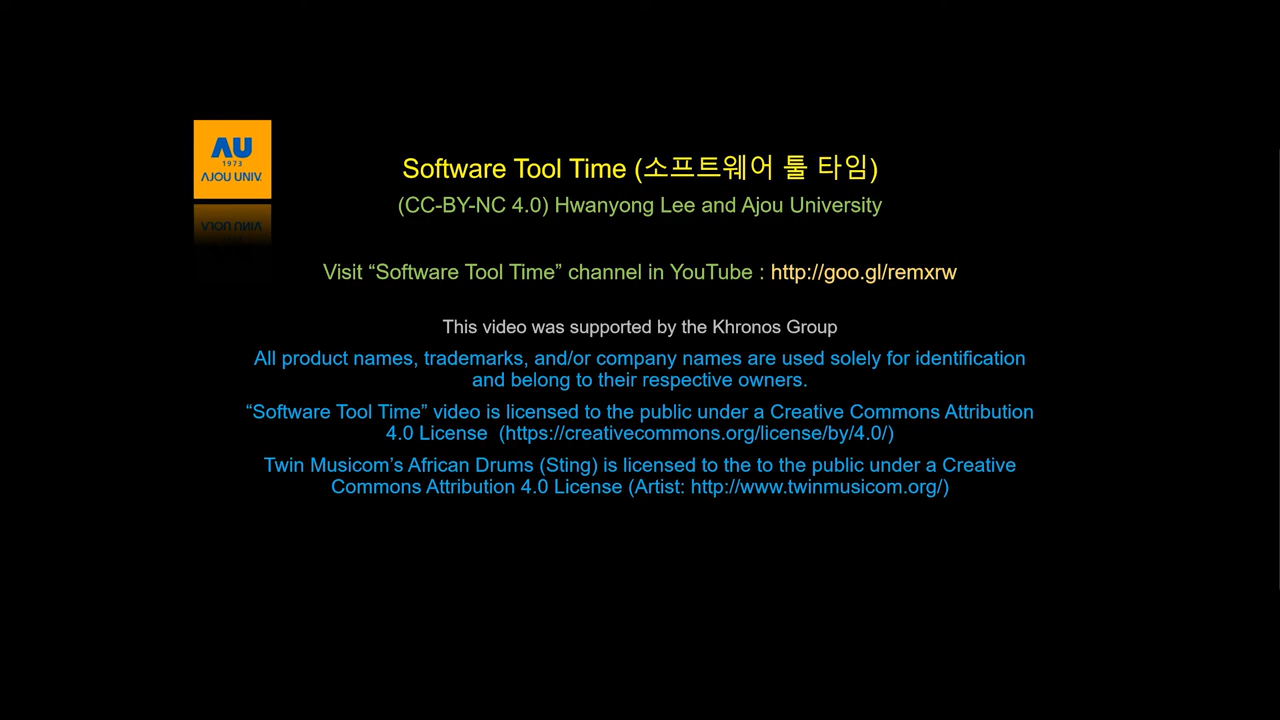 AU
1973
AJOU UNIV.
Software Tool Time (소프트웨어 툴 타임)
(CC-BY-NC 4.0) Hwanyong Lee and Ajou University
Visit “Software Tool Time” channel in YouTube : http://goo.gl/remxrw
This video was supported by the Khronos Group
All product names, trademarks, and/or company names are used solely for identification
and belong to their respective owners.
“Software Tool Time” video is licensed to the public under a Creative Commons Attribution
4.0 License (https://creativecommons.org/license/by/4.0/)
Twin Musicom’s African Drums (Sting) is licensed to the to the public under a Creative
Commons Attribution 4.0 License (Artist: http://www.twinmusicom.org/)